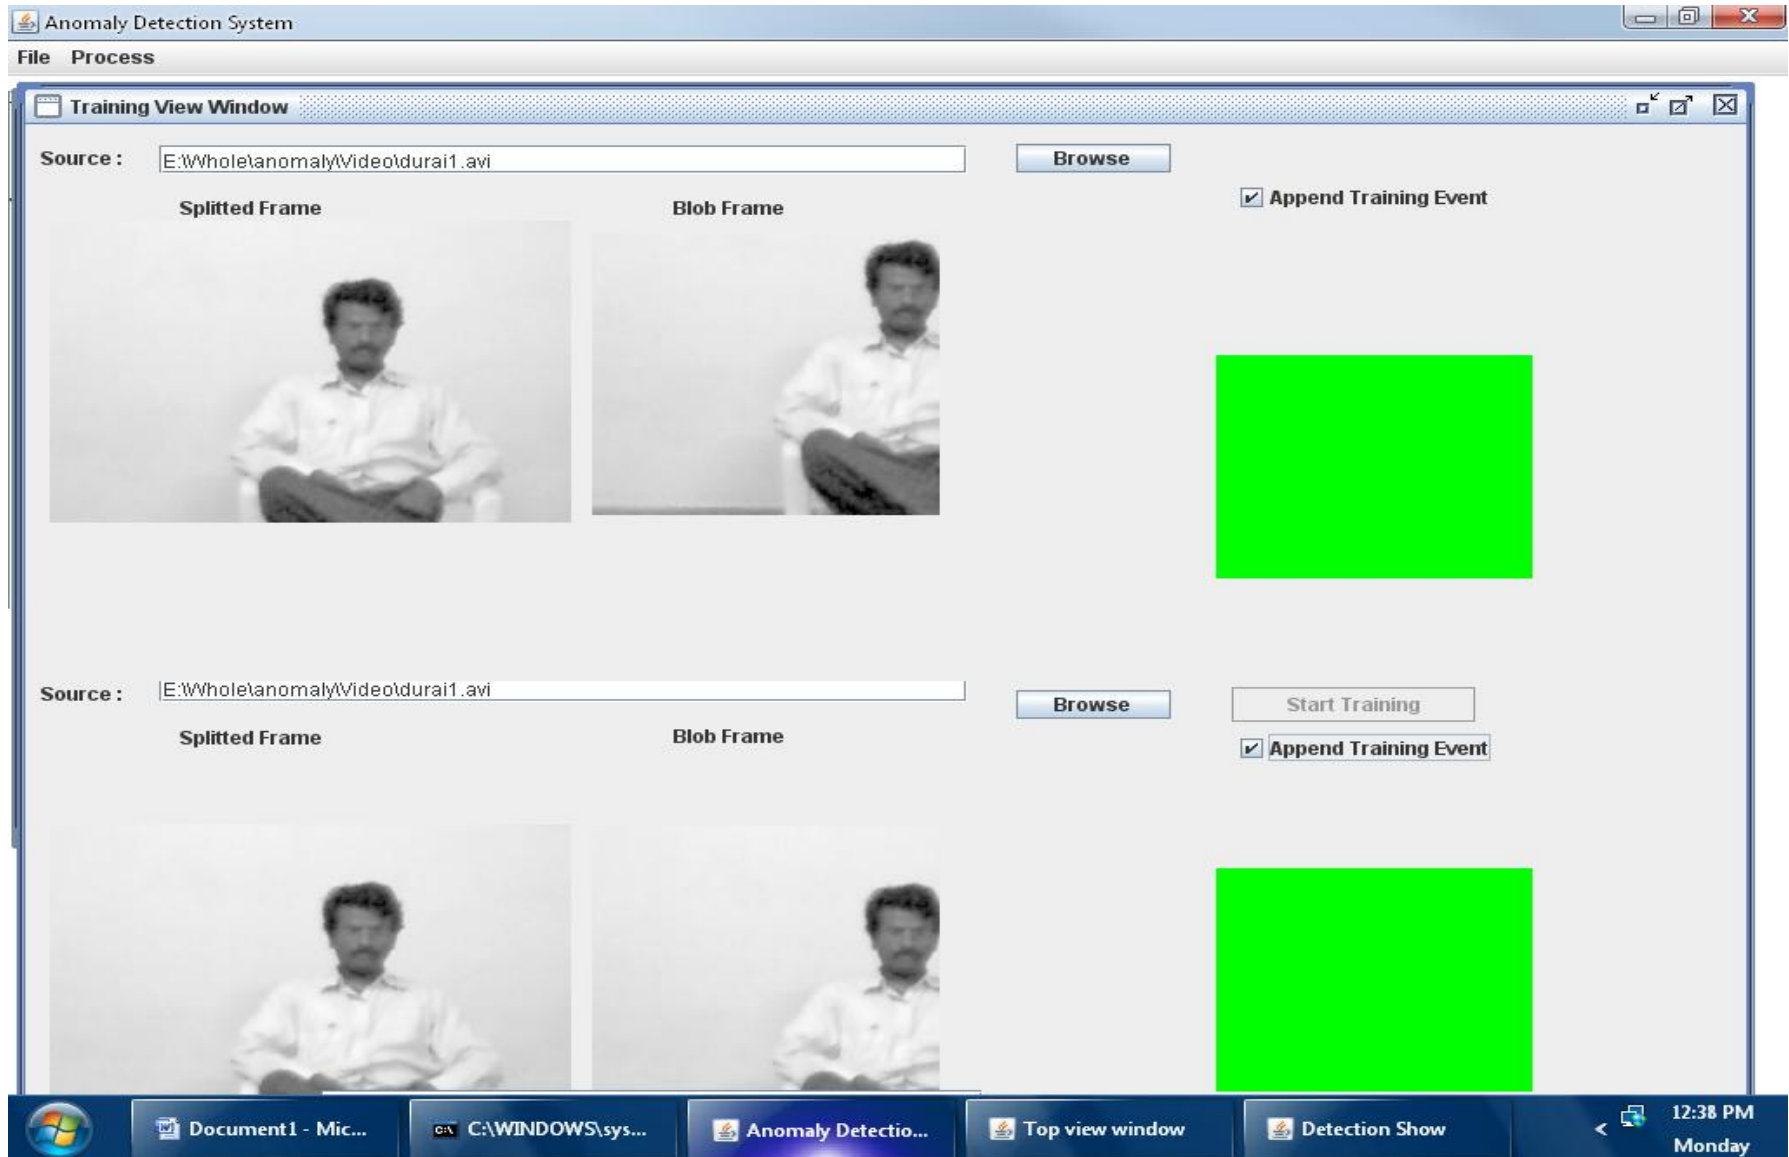 Anomaly Detection System
File Process
Training View Window
Source : E:\Whole\anomaly\Video\durai1.avi Browse
Append Training Event
Splitted Frame Blob Frame
Source : E:\Whole\anomaly\Video\durai1.avi Browse Start Training
Splitted Frame Blob Frame Append Training Event
Document1 - Mic... C:\WINDOWS\sys... Anomaly Detectio... Top view window Detection Show < 12:38 PM
Monday